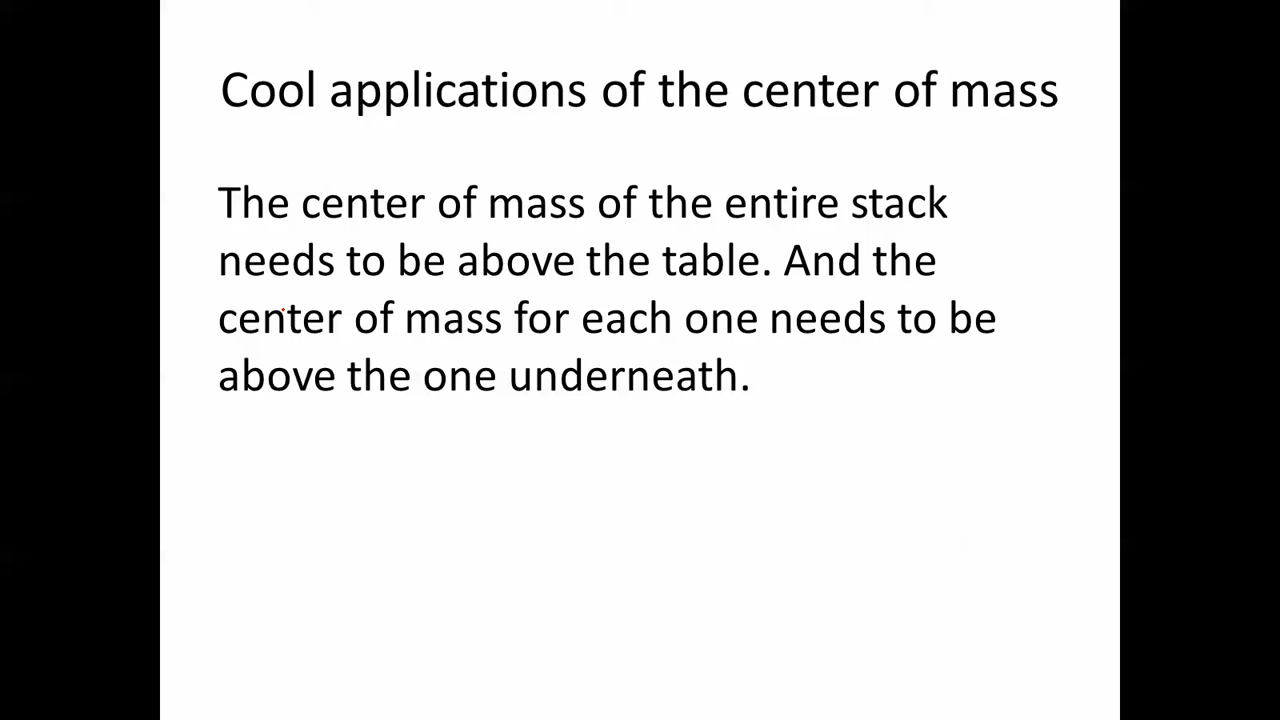 Cool applications of the center of mass
The center of mass of the entire stack
needs to be above the table. And the
center of mass for each one needs to be
above the one underneath.